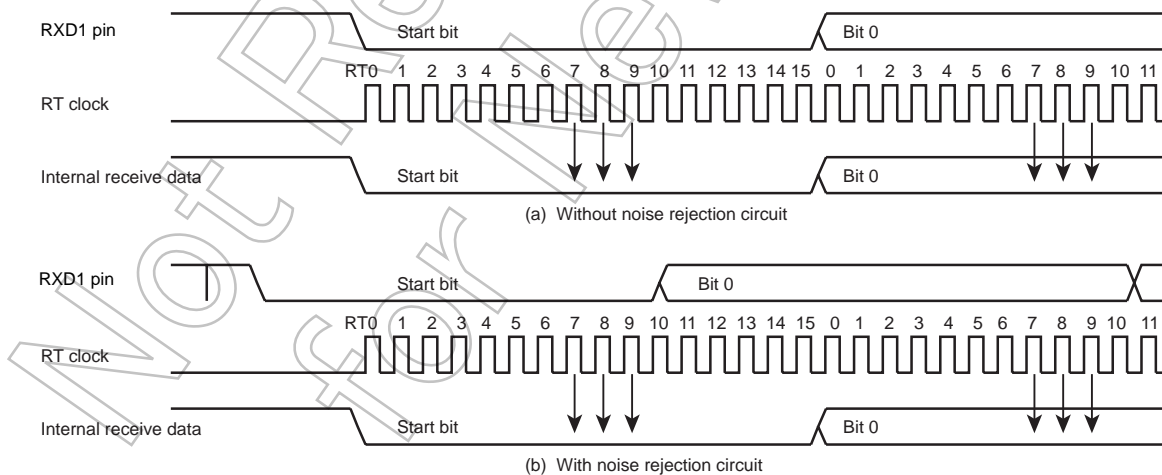 RXD1 pin Start bit Bit 0
RT0 1 2 3 4 5 6 7 8 9 10 11 12 13 14 15 0 1 2 3 4 5 6 7 8 9 10 11
RT clock
Internal receive data Start bit Bit 0
(a) Without noise rejection circuit
RXD1 pin Start bit Bit 0
RT0 1 2 3 4 5 6 7 8 9 10 11 12 13 14 15 0 1 2 3 4 5 6 7 8 9 10 11
RT clock
Internal receive data Start bit Bit 0
(b) With noise rejection circuit
Not Re
for New